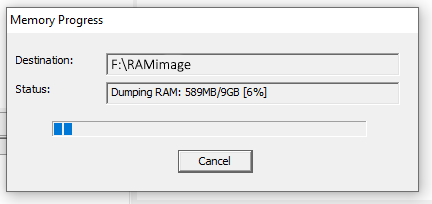 Memory Progress
Destination: F:\RAMimage
Status: Dumping RAM: 589MB/9GB [6%]
Cancel